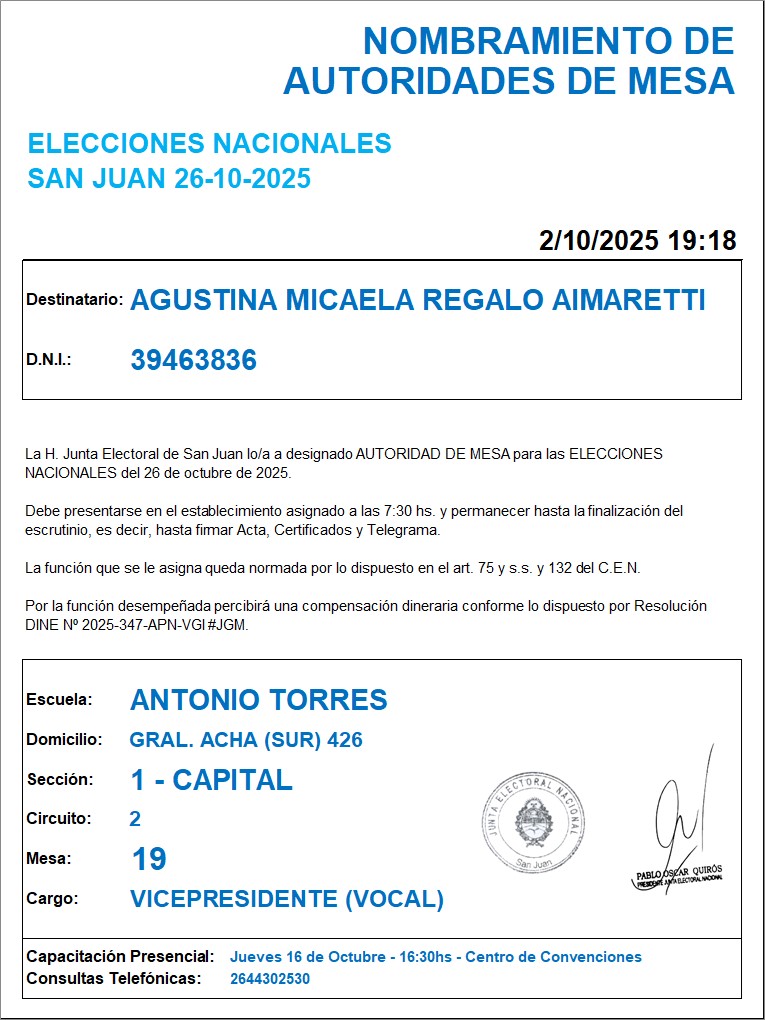 NOMBRAMIENTO DE
AUTORIDADES DE MESA
ELECCIONES NACIONALES
SAN JUAN 26-10-2025
2/10/2025 19:18
Destinatario: AGUSTINA MICAELA REGALO AIMARETTI
D.N.I.: 39463836
La H. Junta Electoral de San Juan lo/a a designado AUTORIDAD DE MESA para las ELECCIONES
NACIONALES del 26 de octubre de 2025.
Debe presentarse en el establecimiento asignado a las 7:30 hs. y permanecer hasta la finalización del
escrutinio, es decir, hasta firmar Acta, Certificados y Telegrama.
La función que se le asigna queda normada por lo dispuesto en el art. 75 y s.s. y 132 del C.E.N.
Por la función desempeñada percibirá una compensación dineraria conforme lo dispuesto por Resolución
DINE Nº 2025-347-APN-VGI#JGM.
Escuela: ANTONIO TORRES
Domicilio: GRAL. ACHA (SUR) 426
Sección: 1 - CAPITAL
Circuito: 2
Mesa: 19
Cargo: VICEPRESIDENTE (VOCAL)
JUNTA ELECTORAL NACIONAL
San Juan
PABLO OSCAR QUIRÓS
PRESIDENTE JUNTA ELECTORAL NACIONAL
Capacitación Presencial: Jueves 16 de Octubre - 16:30hs - Centro de Convenciones
Consultas Telefónicas: 2644302530